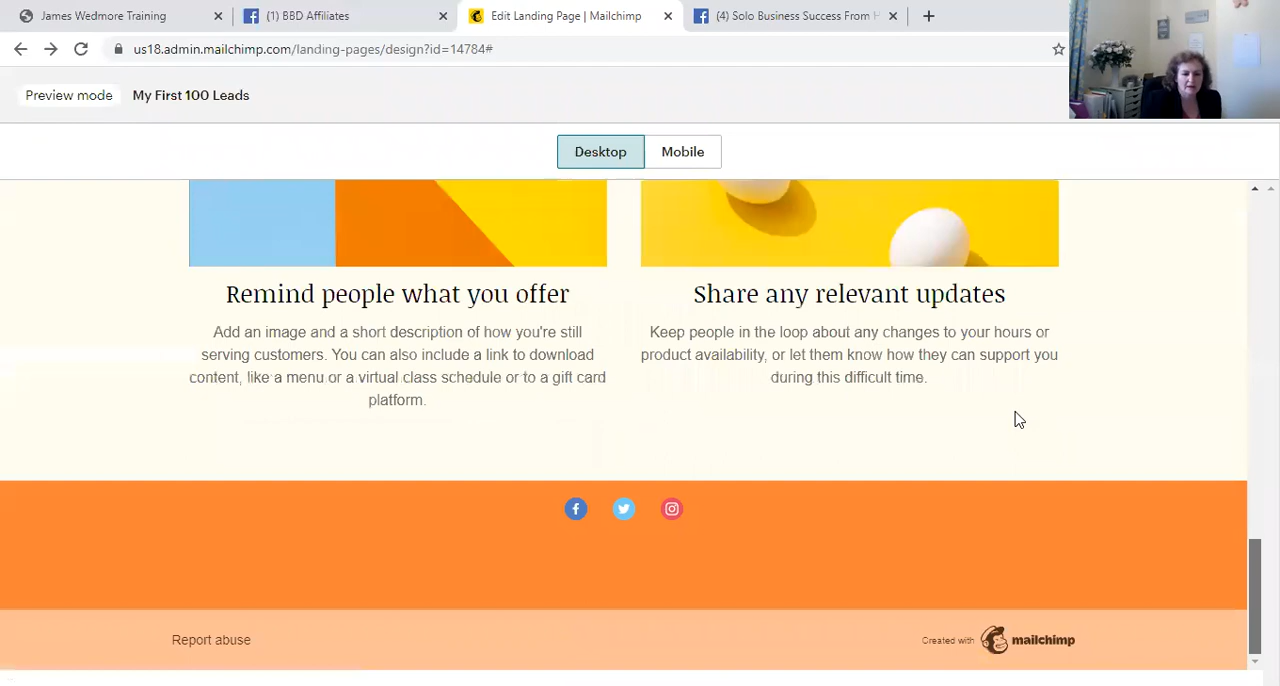 James Wedmore Training
(1) BBD Affiliates
Edit Landing Page | Mailchimp
(4) Solo Business Success From H
us18.admin.mailchimp.com/landing-pages/design?id=14784#
Preview mode
My First 100 Leads
Desktop
Mobile
Remind people what you offer
Add an image and a short description of how you're still
serving customers. You can also include a link to download
content, like a menu or a virtual class schedule or to a gift card
platform.
Share any relevant updates
Keep people in the loop about any changes to your hours or
product availability, or let them know how they can support you
during this difficult time.
Report abuse
Created with mailchimp